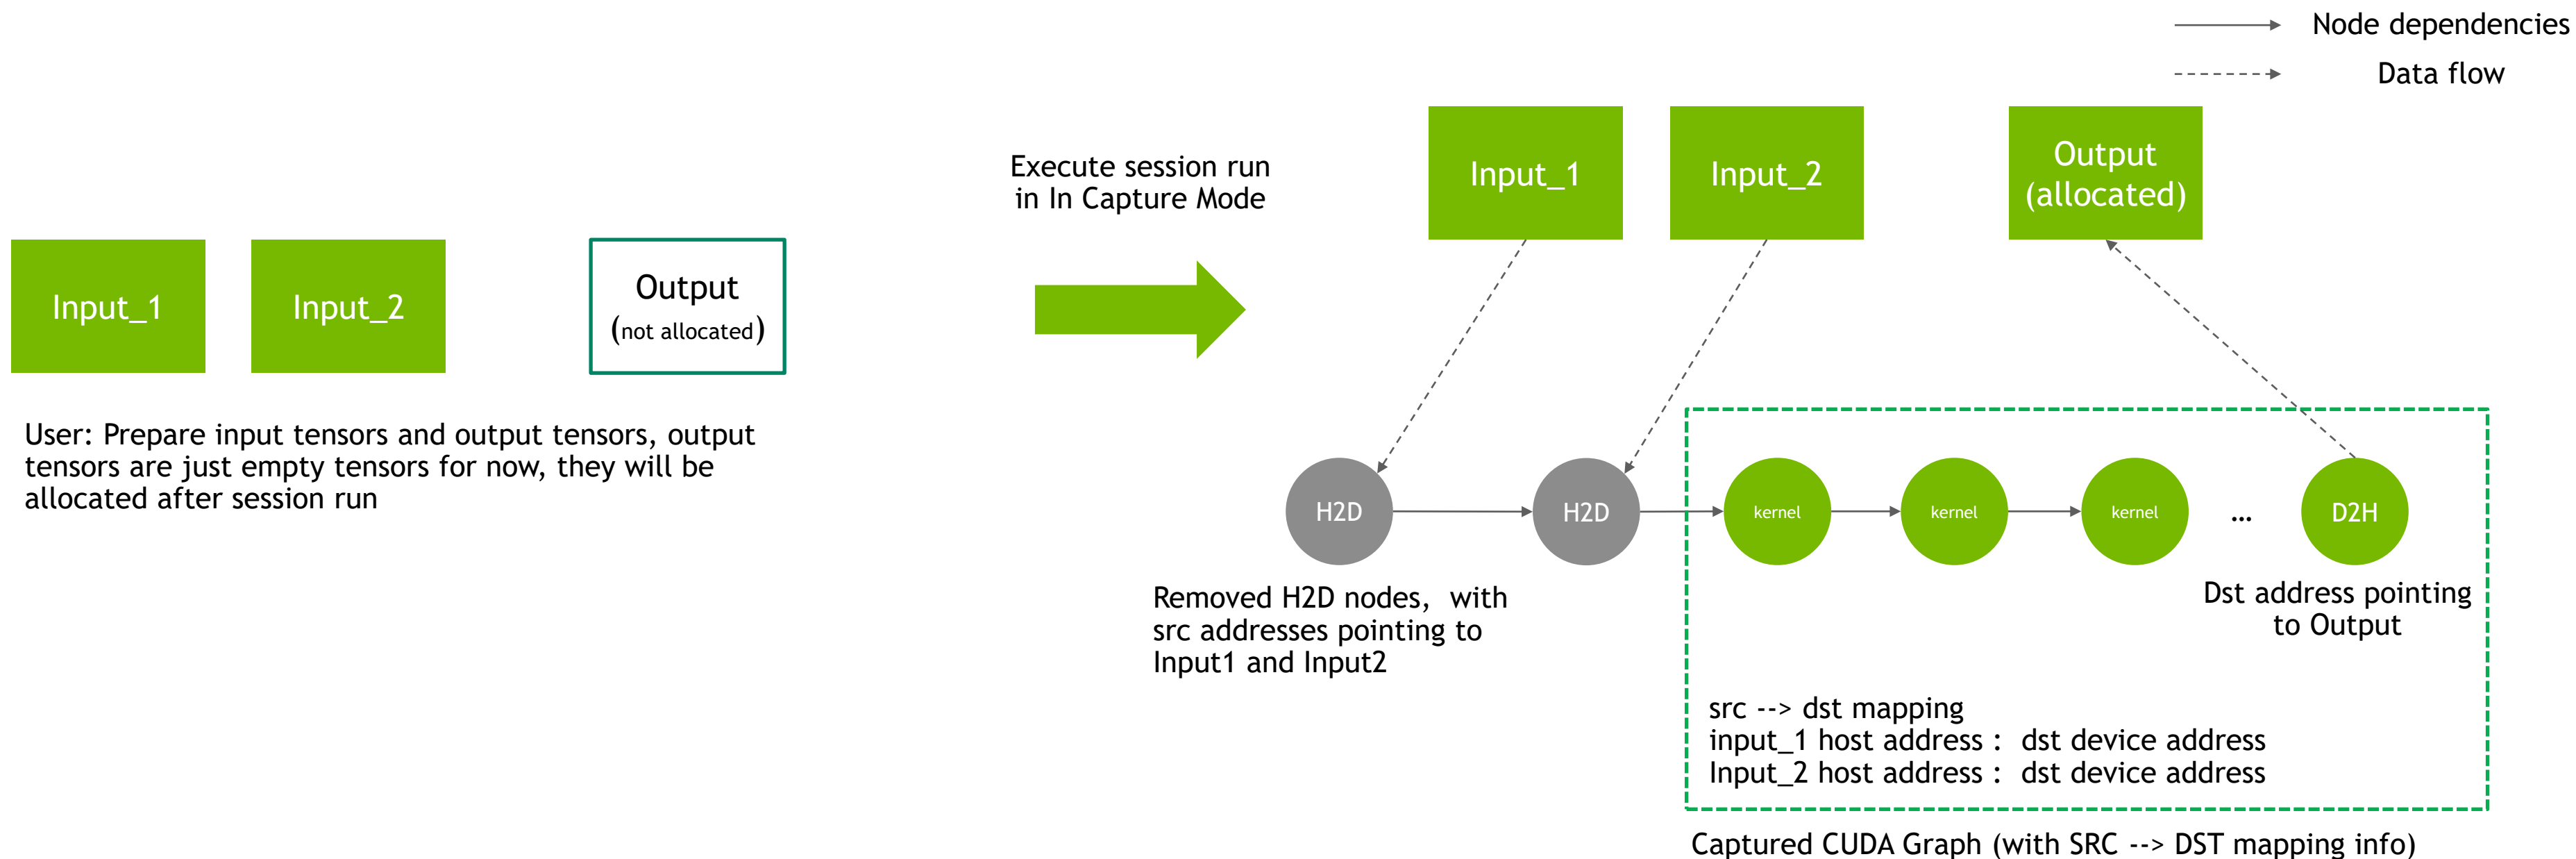 Node dependencies
Data flow
Input_1
Input_2
Output
(not allocated)
User: Prepare input tensors and output tensors, output
tensors are just empty tensors for now, they will be
allocated after session run
Execute session run
in In Capture Mode
Input_1
Input_2
Output
(allocated)
H2D
H2D
kernel
kernel
kernel
...
D2H
Removed H2D nodes,  with
src addresses pointing to
Input1 and Input2
Dst address pointing
to Output
src --> dst mapping
input_1 host address :  dst device address
Input_2 host address :  dst device address
Captured CUDA Graph (with SRC --> DST mapping info)